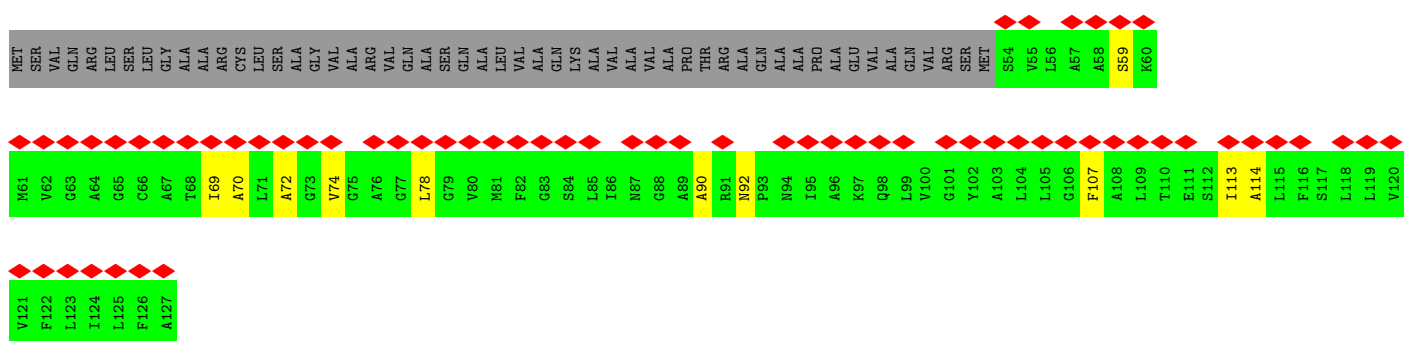 MET SER VAL GLN ARG LEU SER LEU GLY ALA ALA ARG CYS LEU SER ALA GLY VAL ALA ARG VAL GLN ALA SER GLN ALA LEU VAL ALA GLN LYS ALA VAL ALA VAL ALA PRO THR ARG ALA GLN ALA ALA PRO ALA GLU VAL ALA GLN VAL ARG SER MET S54 V55 L56 A57 A58 S59 K60
M61 V62 G63 A64 G65 C66 A67 T68 I69 A70 L71 A72 G73 V74 G75 A76 G77 L78 G79 V80 M81 F82 G83 S84 L85 I86 N87 G88 A89 A90 R91 N92 P93 N94 I95 A96 K97 Q98 L99 V100 G101 Y102 A103 L104 L105 G106 F107 A108 L109 T110 E111 S112 I113 A114 L115 F116 S117 L118 L119 V120
V121 F122 L123 I124 L125 F126 A127